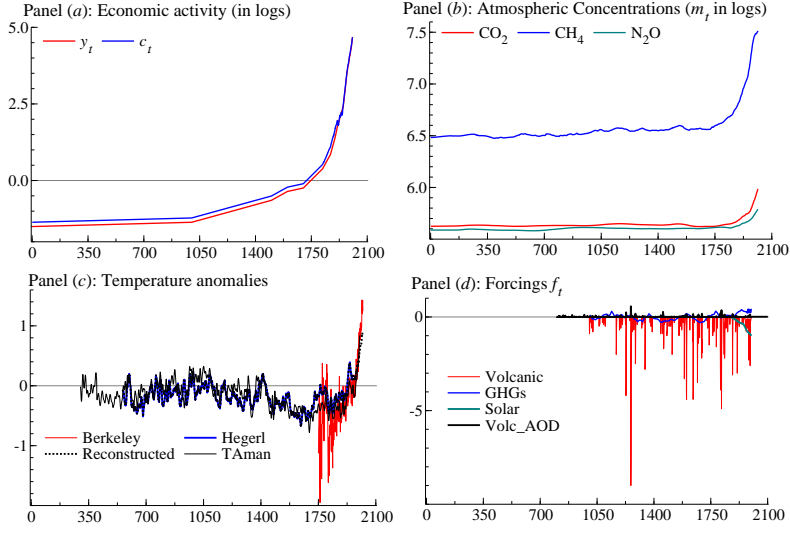 Panel (a): Economic activity (in logs)
5.0
y_t c_t
2.5
0.0
0 350 700 1050 1400 1750 2100
Panel (b): Atmospheric Concentrations (m_t in logs)
7.5
CO₂ CH₄ N₂O
7.0
6.5
6.0
0 350 700 1050 1400 1750 2100
Panel (c): Temperature anomalies
1
0
-1
Berkeley Hegerl
Reconstructed TAman
0 350 700 1050 1400 1750 2100
Panel (d): Forcings f_t
0
Volcanic
GHGs
Solar
Volc_AOD
-5
0 350 700 1050 1400 1750 2100